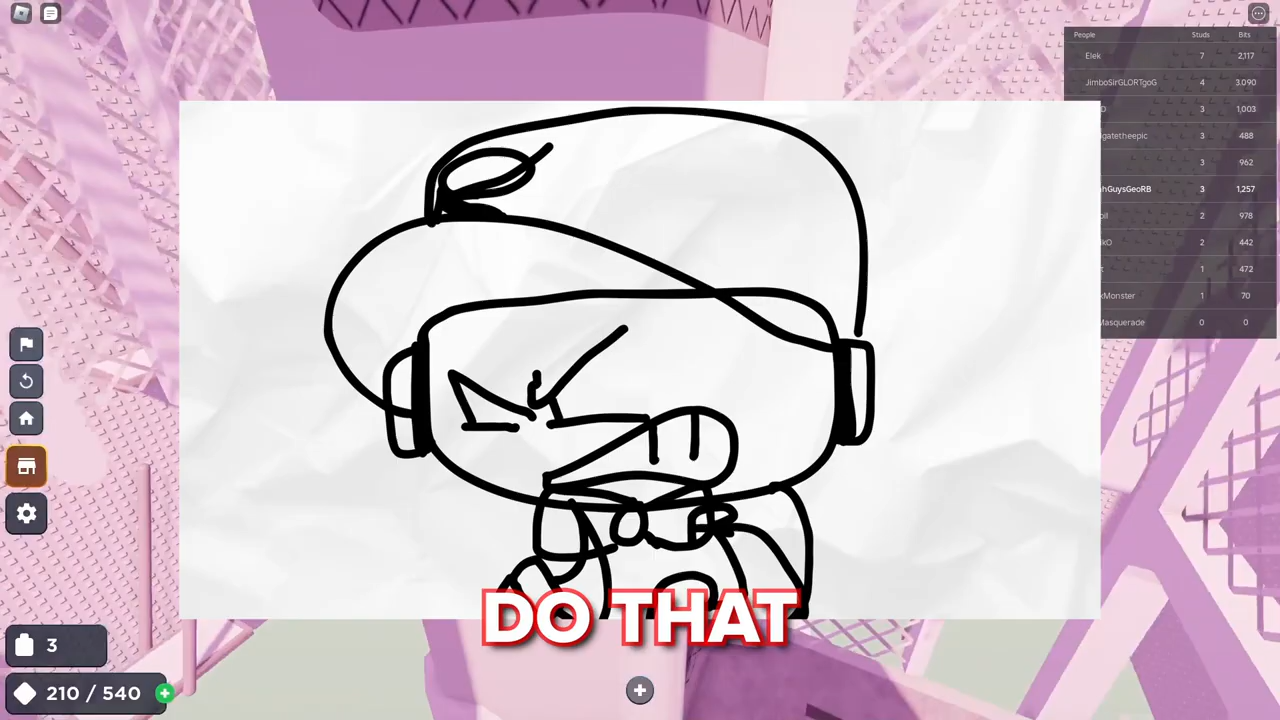 People Studs Bits
Elek 7 2,117
JimboSirGLORTgoG 4 3,090
3 1,003
3 488
3 962
3 1,257
2 978
2 442
1 472
1 70
0 0
DO THAT
3
210 / 540